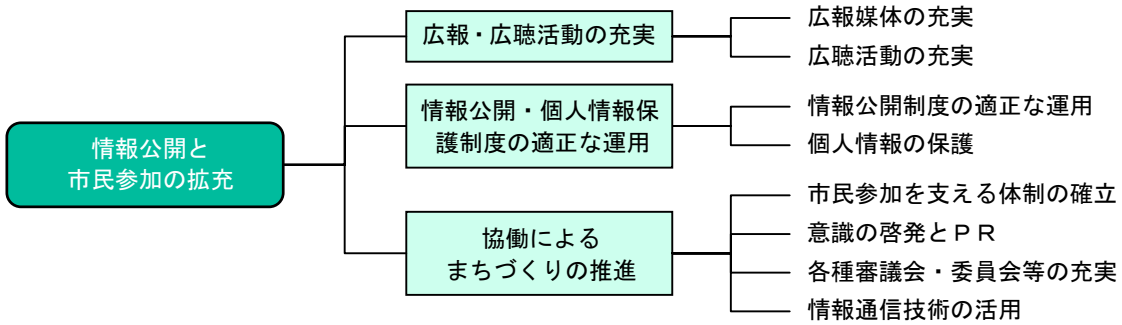 情報公開と
市民参加の拡充
広報・広聴活動の充実
広報媒体の充実
広聴活動の充実
情報公開・個人情報保
護制度の適正な運用
情報公開制度の適正な運用
個人情報の保護
協働による
まちづくりの推進
市民参加を支える体制の確立
意識の啓発とＰＲ
各種審議会・委員会等の充実
情報通信技術の活用